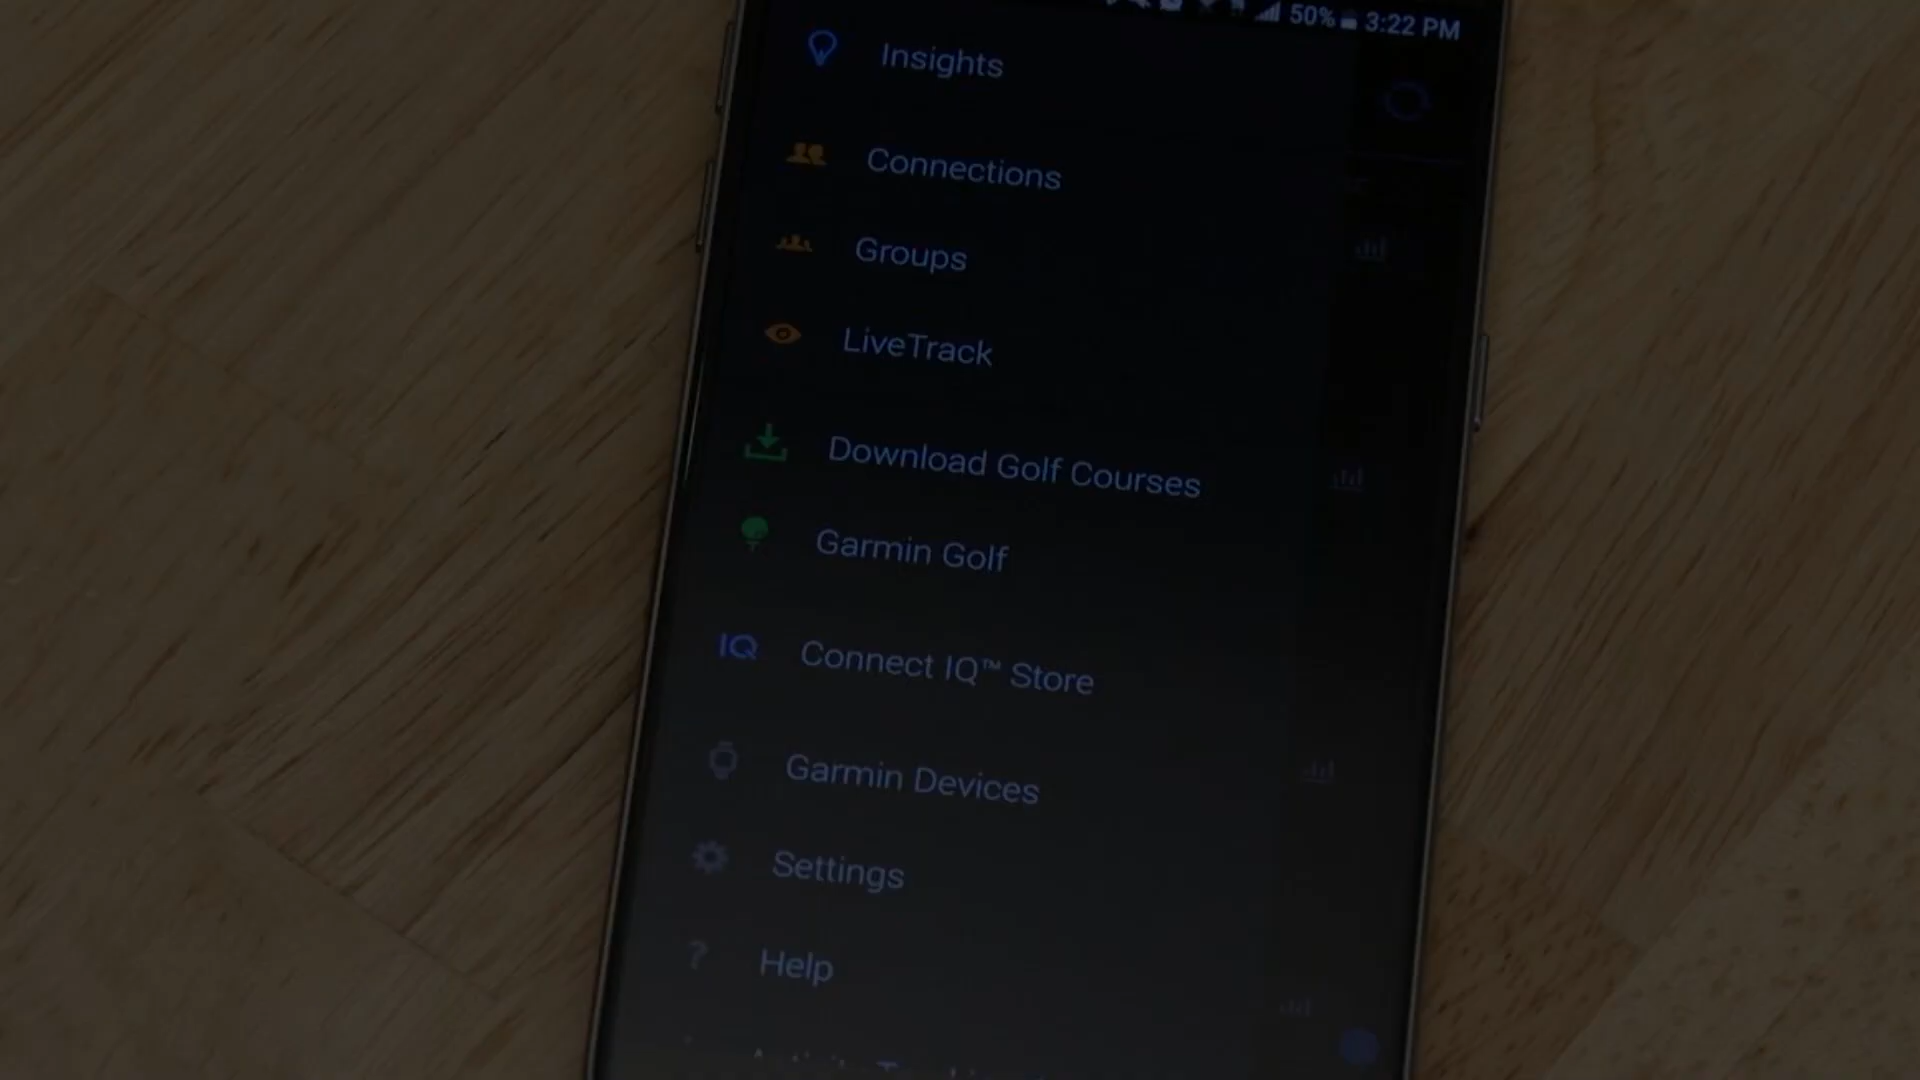 50% 3:22 PM
Insights
Connections
Groups
LiveTrack
Download Golf Courses
Garmin Golf
IQ Connect IQ™ Store
Garmin Devices
Settings
? Help